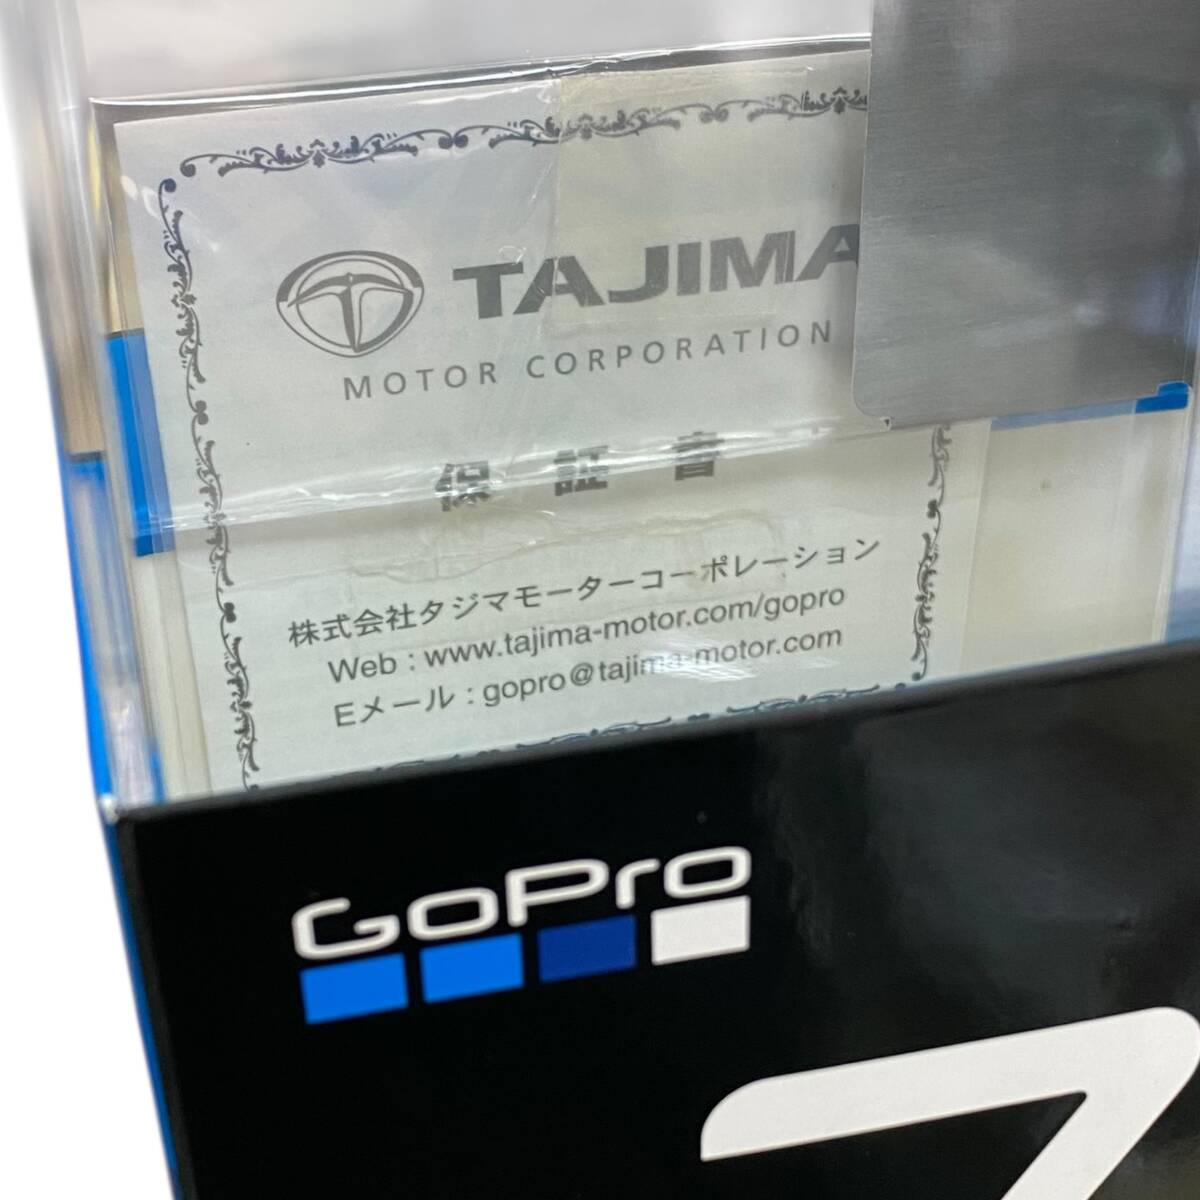 TAJIMA
MOTOR CORPORATION
保証書
株式会社タジマモーターコーポレーション
Web : www.tajima-motor.com/gopro
Eメール : gopro@tajima-motor.com
GoPro
7